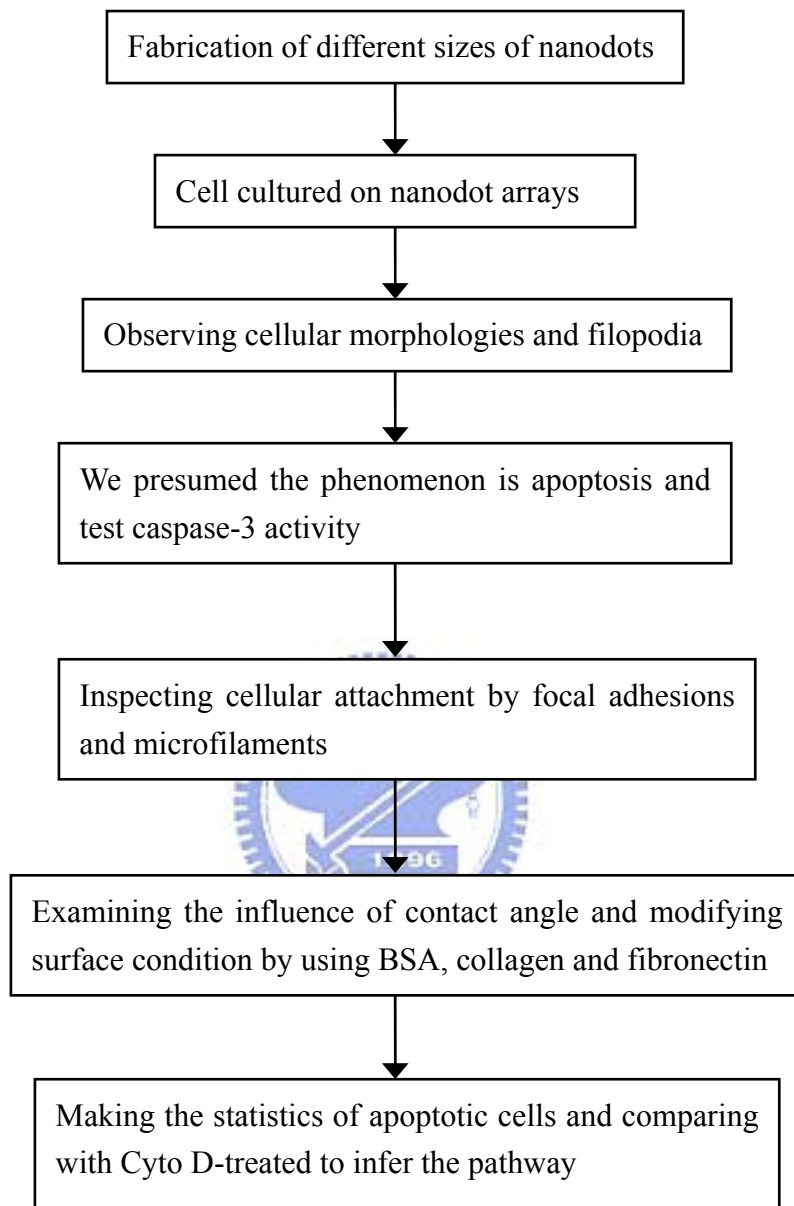 Fabrication of different sizes of nanodots
Cell cultured on nanodot arrays
Observing cellular morphologies and filopodia
We presumed the phenomenon is apoptosis and
test caspase-3 activity
Inspecting cellular attachment by focal adhesions
and microfilaments
1896
Examining the influence of contact angle and modifying
surface condition by using BSA, collagen and fibronectin
Making the statistics of apoptotic cells and comparing
with Cyto D-treated to infer the pathway